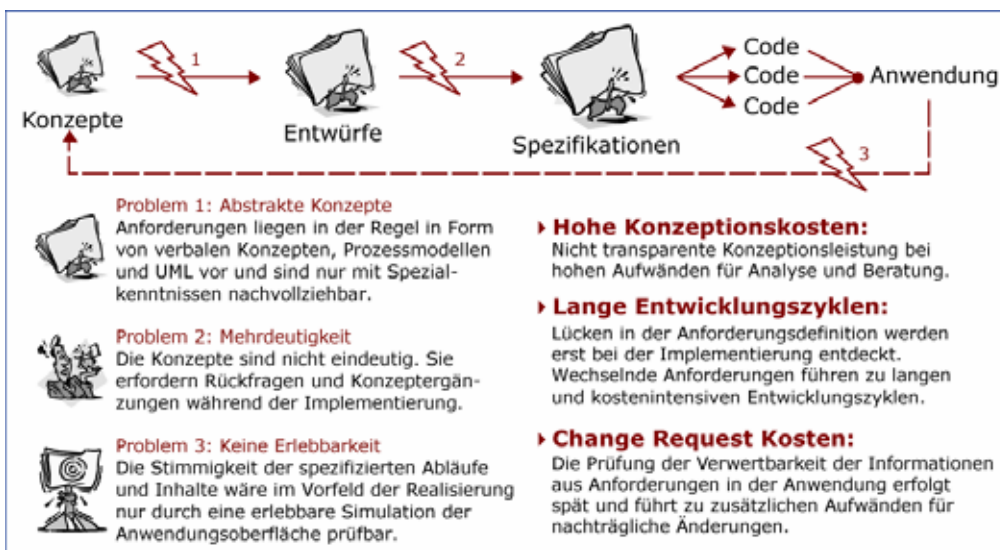 1
2
3
Konzepte
Entwürfe
Spezifikationen
Code
Code
Code
Anwendung
Problem 1: Abstrakte Konzepte
Anforderungen liegen in der Regel in Form
von verbalen Konzepten, Prozessmodellen
und UML vor und sind nur mit Spezial-
kenntnissen nachvollziehbar.
Problem 2: Mehrdeutigkeit
Die Konzepte sind nicht eindeutig. Sie
erfordern Rückfragen und Konzeptergän-
zungen während der Implementierung.
Problem 3: Keine Erlebbarkeit
Die Stimmigkeit der spezifizierten Abläufe
und Inhalte wäre im Vorfeld der Realisierung
nur durch eine erlebbare Simulation der
Anwendungsoberfläche prüfbar.
Hohe Konzeptionskosten:
Nicht transparente Konzeptionsleistung bei
hohen Aufwänden für Analyse und Beratung.
Lange Entwicklungszyklen:
Lücken in der Anforderungsdefinition werden
erst bei der Implementierung entdeckt.
Wechselnde Anforderungen führen zu langen
und kostenintensiven Entwicklungszyklen.
Change Request Kosten:
Die Prüfung der Verwertbarkeit der Informationen
aus Anforderungen in der Anwendung erfolgt
spät und führt zu zusätzlichen Aufwänden für
nachträgliche Änderungen.